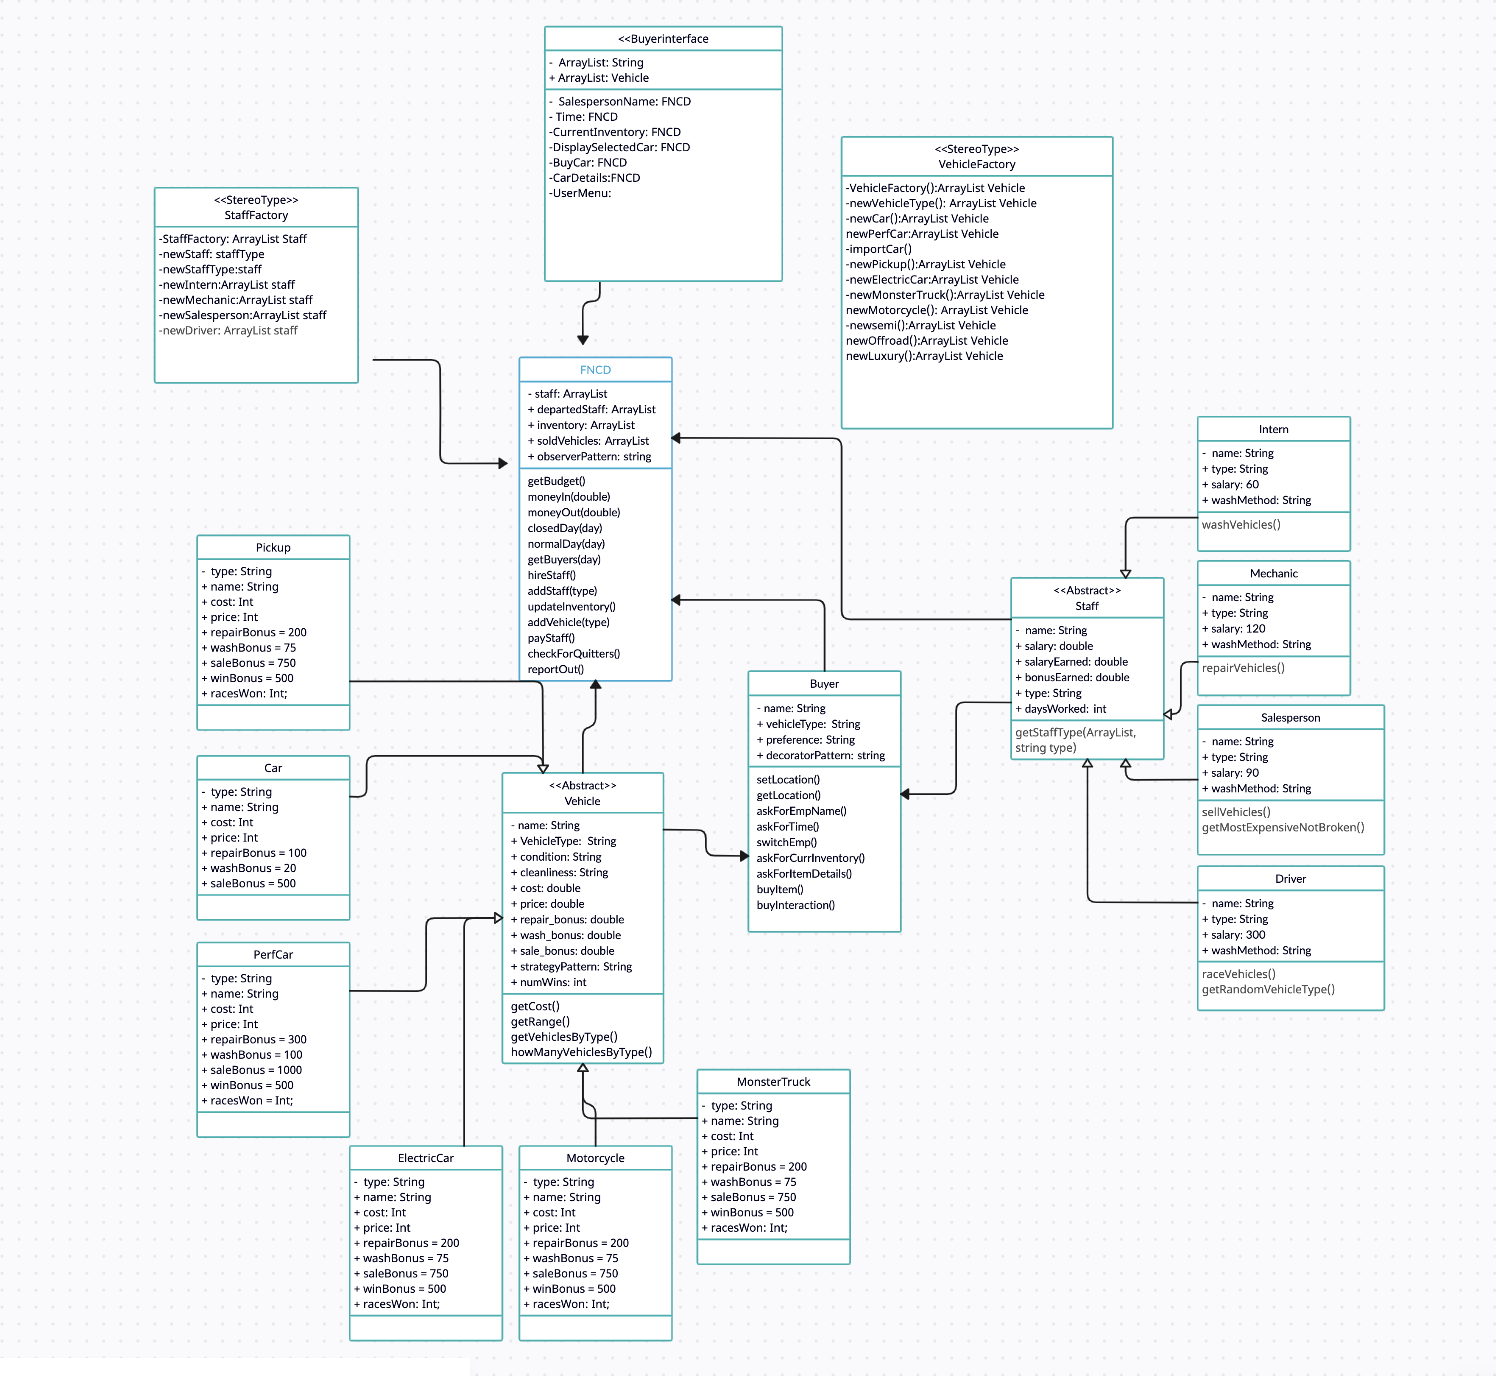 <<Buyerinterface
-  ArrayList: String
+ ArrayList: Vehicle
-  SalespersonName: FNCD
- Time: FNCD
-CurrentInventory: FNCD
-DisplaySelectedCar: FNCD
-BuyCar: FNCD
-CarDetails:FNCD
-UserMenu:
<<StereoType>>
VehicleFactory
-VehicleFactory():ArrayList Vehicle
-newVehicleType(): ArrayList Vehicle
-newCar():ArrayList Vehicle
newPerfCar:ArrayList Vehicle
-importCar()
-newPickup():ArrayList Vehicle
-newElectricCar:ArrayList Vehicle
-newMonsterTruck():ArrayList Vehicle
newMotorcycle(): ArrayList Vehicle
-newsemi():ArrayList Vehicle
newOffroad():ArrayList Vehicle
newLuxury():ArrayList Vehicle
<<StereoType>>
StaffFactory
-StaffFactory: ArrayList Staff
-newStaff: staffType
-newStaffType:staff
-newIntern:ArrayList staff
-newMechanic:ArrayList staff
-newSalesperson:ArrayList staff
-newDriver: ArrayList staff
FNCD
- staff: ArrayList
+ departedStaff: ArrayList
+ inventory: ArrayList
+ soldVehicles: ArrayList
+ observerPattern: string
getBudget()
moneyIn(double)
moneyOut(double)
closedDay(day)
normalDay(day)
getBuyers(day)
hireStaff()
addStaff(type)
updateInventory()
addVehicle(type)
payStaff()
checkForQuitters()
reportOut()
Intern
-  name: String
+ type: String
+ salary: 60
+ washMethod: String
washVehicles()
Pickup
-  type: String
+ name: String
+ cost: Int
+ price: Int
+ repairBonus = 200
+ washBonus = 75
+ saleBonus = 750
+ winBonus = 500
+ racesWon: Int;
Mechanic
-  name: String
+ type: String
+ salary: 120
+ washMethod: String
repairVehicles()
<<Abstract>>
Staff
-  name: String
+ salary: double
+ salaryEarned: double
+ bonusEarned: double
+ type: String
+ daysWorked:  int
getStaffType(ArrayList,
string type)
Buyer
- name: String
+ vehicleType:  String
+ preference: String
+ decoratorPattern: string
setLocation()
getLocation()
askForEmpName()
askForTime()
switchEmp()
askForCurrInventory()
askForItemDetails()
buyItem()
buyInteraction()
Salesperson
-  name: String
+ type: String
+ salary: 90
+ washMethod: String
sellVehicles()
getMostExpensiveNotBroken()
Car
-  type: String
+ name: String
+ cost: Int
+ price: Int
+ repairBonus = 100
+ washBonus = 20
+ saleBonus = 500
<<Abstract>>
Vehicle
- name: String
+ VehicleType:  String
+ condition: String
+ cleanliness: String
+ cost: double
+ price: double
+ repair_bonus: double
+ wash_bonus: double
+ sale_bonus: double
+ strategyPattern: String
+ numWins: int
getCost()
getRange()
getVehiclesByType()
howManyVehiclesByType()
Driver
-  name: String
+ type: String
+ salary: 300
+ washMethod: String
raceVehicles()
getRandomVehicleType()
PerfCar
-  type: String
+ name: String
+ cost: Int
+ price: Int
+ repairBonus = 300
+ washBonus = 100
+ saleBonus = 1000
+ winBonus = 500
+ racesWon = Int;
MonsterTruck
-  type: String
+ name: String
+ cost: Int
+ price: Int
+ repairBonus = 200
+ washBonus = 75
+ saleBonus = 750
+ winBonus = 500
+ racesWon: Int;
ElectricCar
-  type: String
+ name: String
+ cost: Int
+ price: Int
+ repairBonus = 200
+ washBonus = 75
+ saleBonus = 750
+ winBonus = 500
+ racesWon: Int;
Motorcycle
-  type: String
+ name: String
+ cost: Int
+ price: Int
+ repairBonus = 200
+ washBonus = 75
+ saleBonus = 750
+ winBonus = 500
+ racesWon: Int;